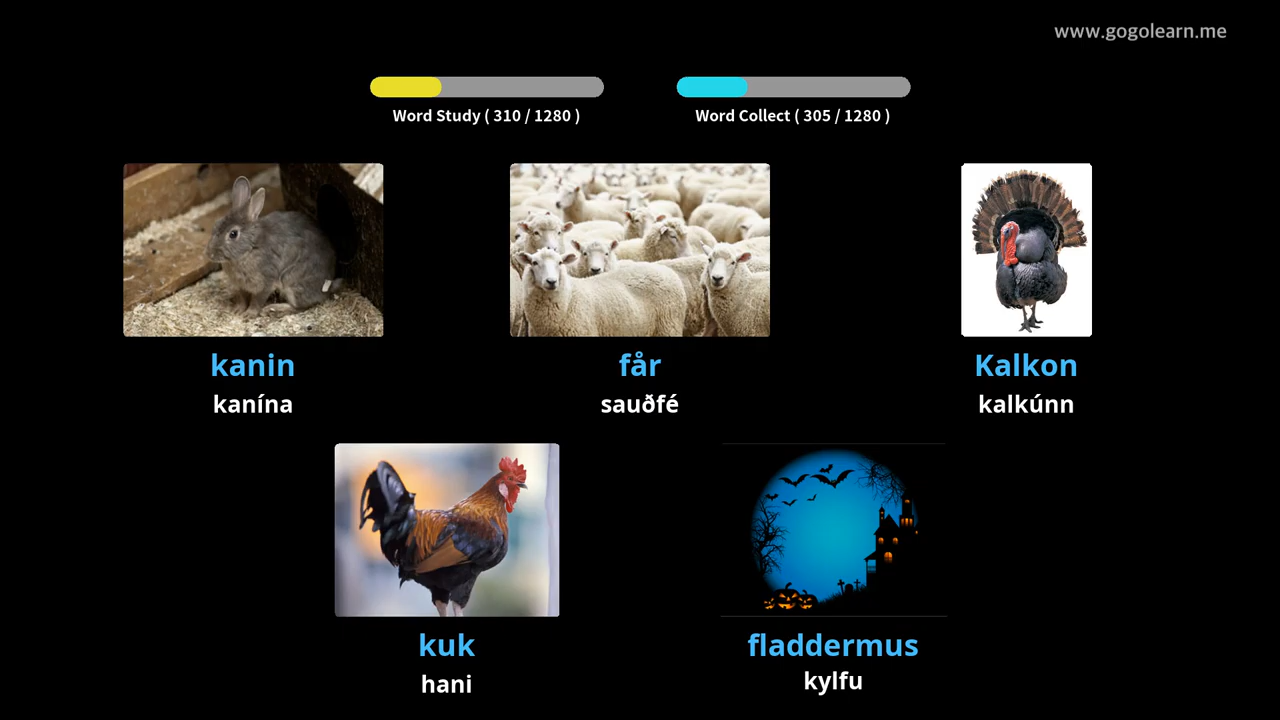 www.gogolearn.me
Word Study ( 310 / 1280 )
Word Collect ( 305 / 1280 )
kanin
kanína
får
sauðfé
Kalkon
kalkúnn
kuk
hani
fladdermus
kylfu